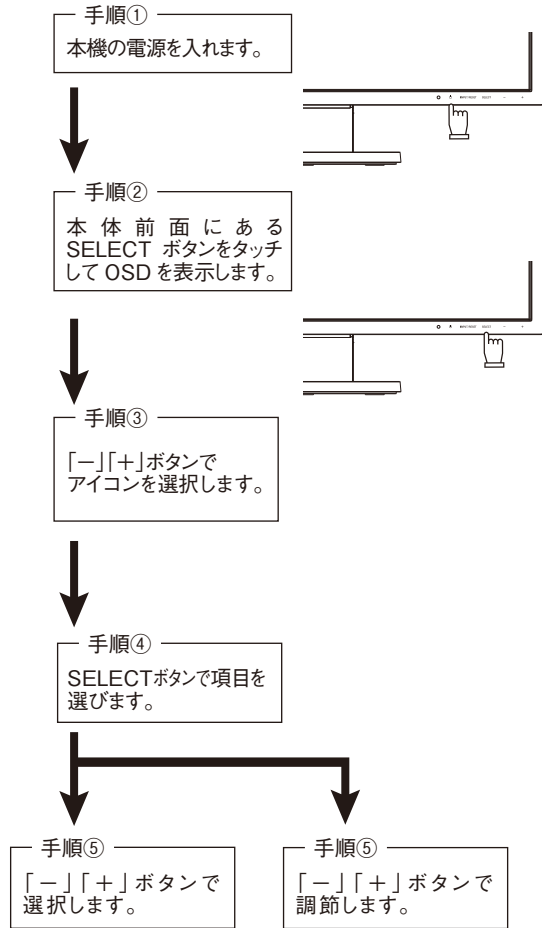 手順①
本機の電源を入れます。
手順②
本体前面にある
SELECT ボタンをタッチ
して OSD を表示します。
手順③
「－」「＋」ボタンで
アイコンを選択します。
手順④
SELECTボタンで項目を
選びます。
手順⑤
「－」「＋」ボタンで
選択します。
手順⑤
「－」「＋」ボタンで
調節します。